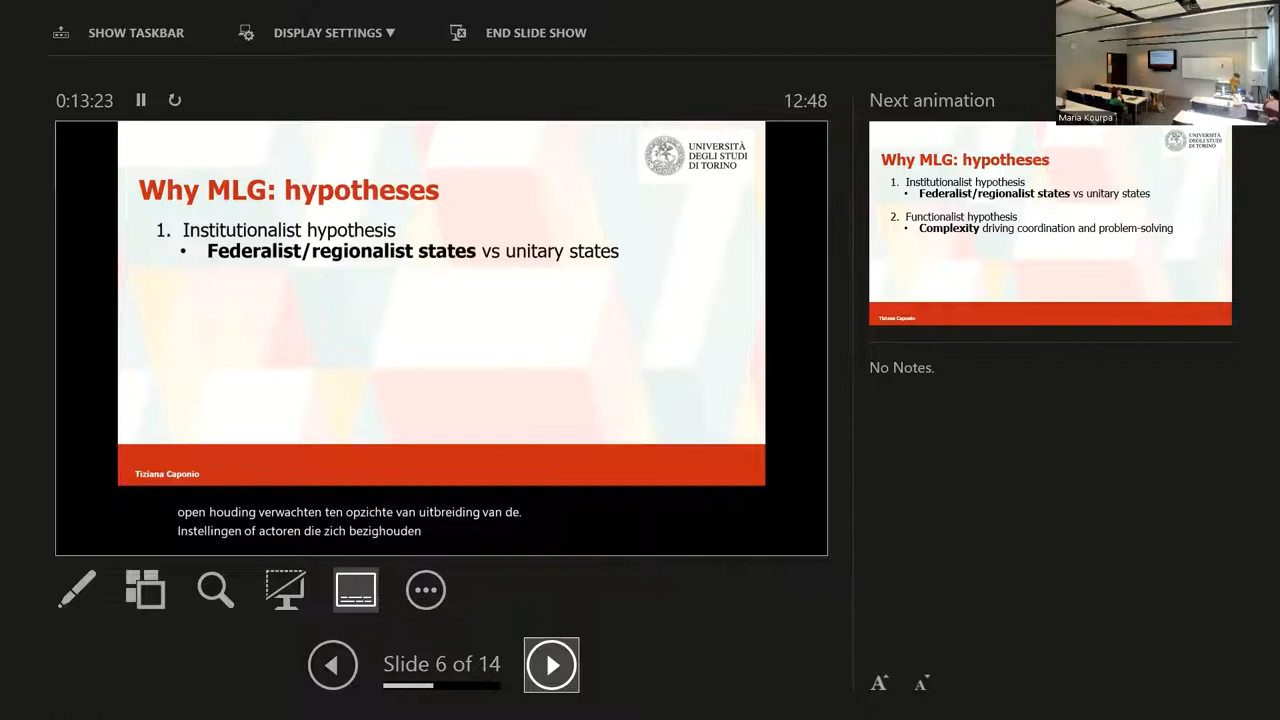 SHOW TASKBAR
DISPLAY SETTINGS ▼
END SLIDE SHOW
0:13:23
12:48
Next animation
Maria Kourpa
UNIVERSITÀ
DEGLI STUDI
DI TORINO
Why MLG: hypotheses
1. Institutionalist hypothesis
• Federalist/regionalist states vs unitary states
Tiziana Caponio
open houding verwachten ten opzichte van uitbreiding van de.
Instellingen of actoren die zich bezighouden
UNIVERSITÀ
DEGLI STUDI
DI TORINO
Why MLG: hypotheses
1. Institutionalist hypothesis
• Federalist/regionalist states vs unitary states
2. Functionalist hypothesis
• Complexity driving coordination and problem-solving
Tiziana Caponio
No Notes.
Slide 6 of 14
A A